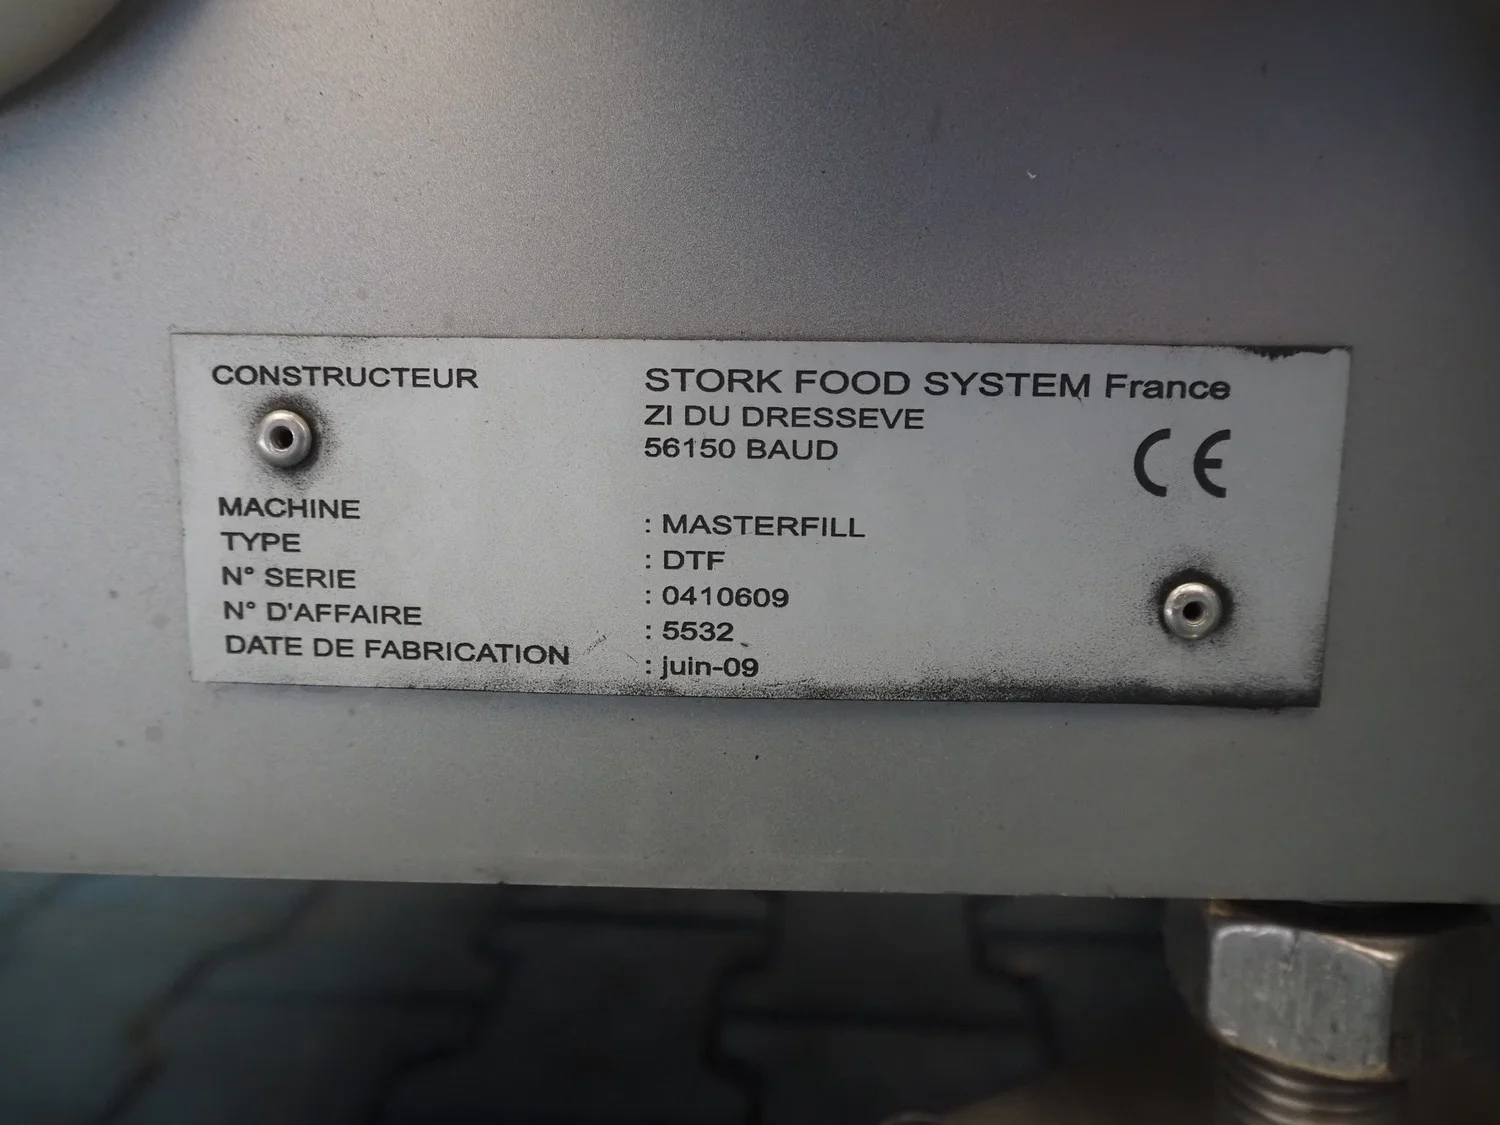 CONSTRUCTEUR STORK FOOD SYSTEM France
ZI DU DRESSEVE
56150 BAUD
CE
MACHINE : MASTERFILL
TYPE : DTF
N° SERIE : 0410609
N° D'AFFAIRE : 5532
DATE DE FABRICATION : juin-09